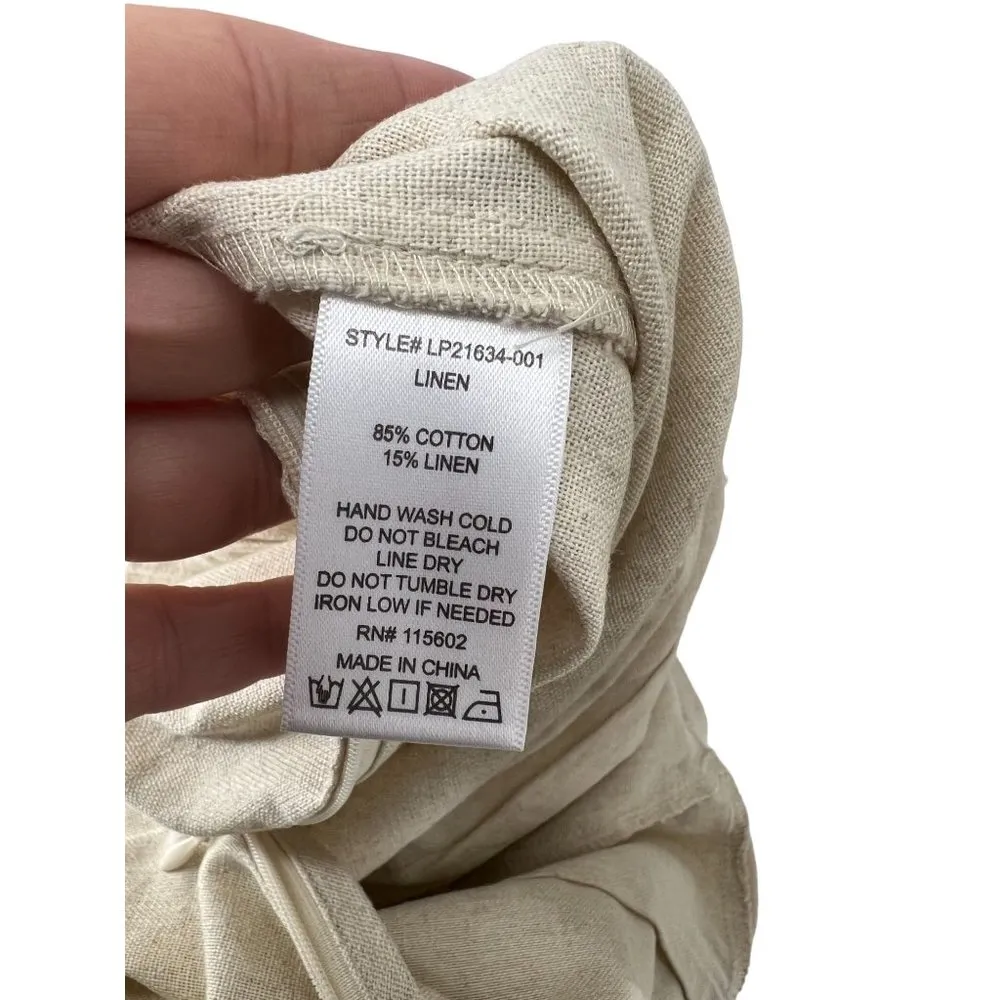 STYLE# LP21634-001
LINEN
85% COTTON
15% LINEN
HAND WASH COLD
DO NOT BLEACH
LINE DRY
DO NOT TUMBLE DRY
IRON LOW IF NEEDED
RN# 115602
MADE IN CHINA